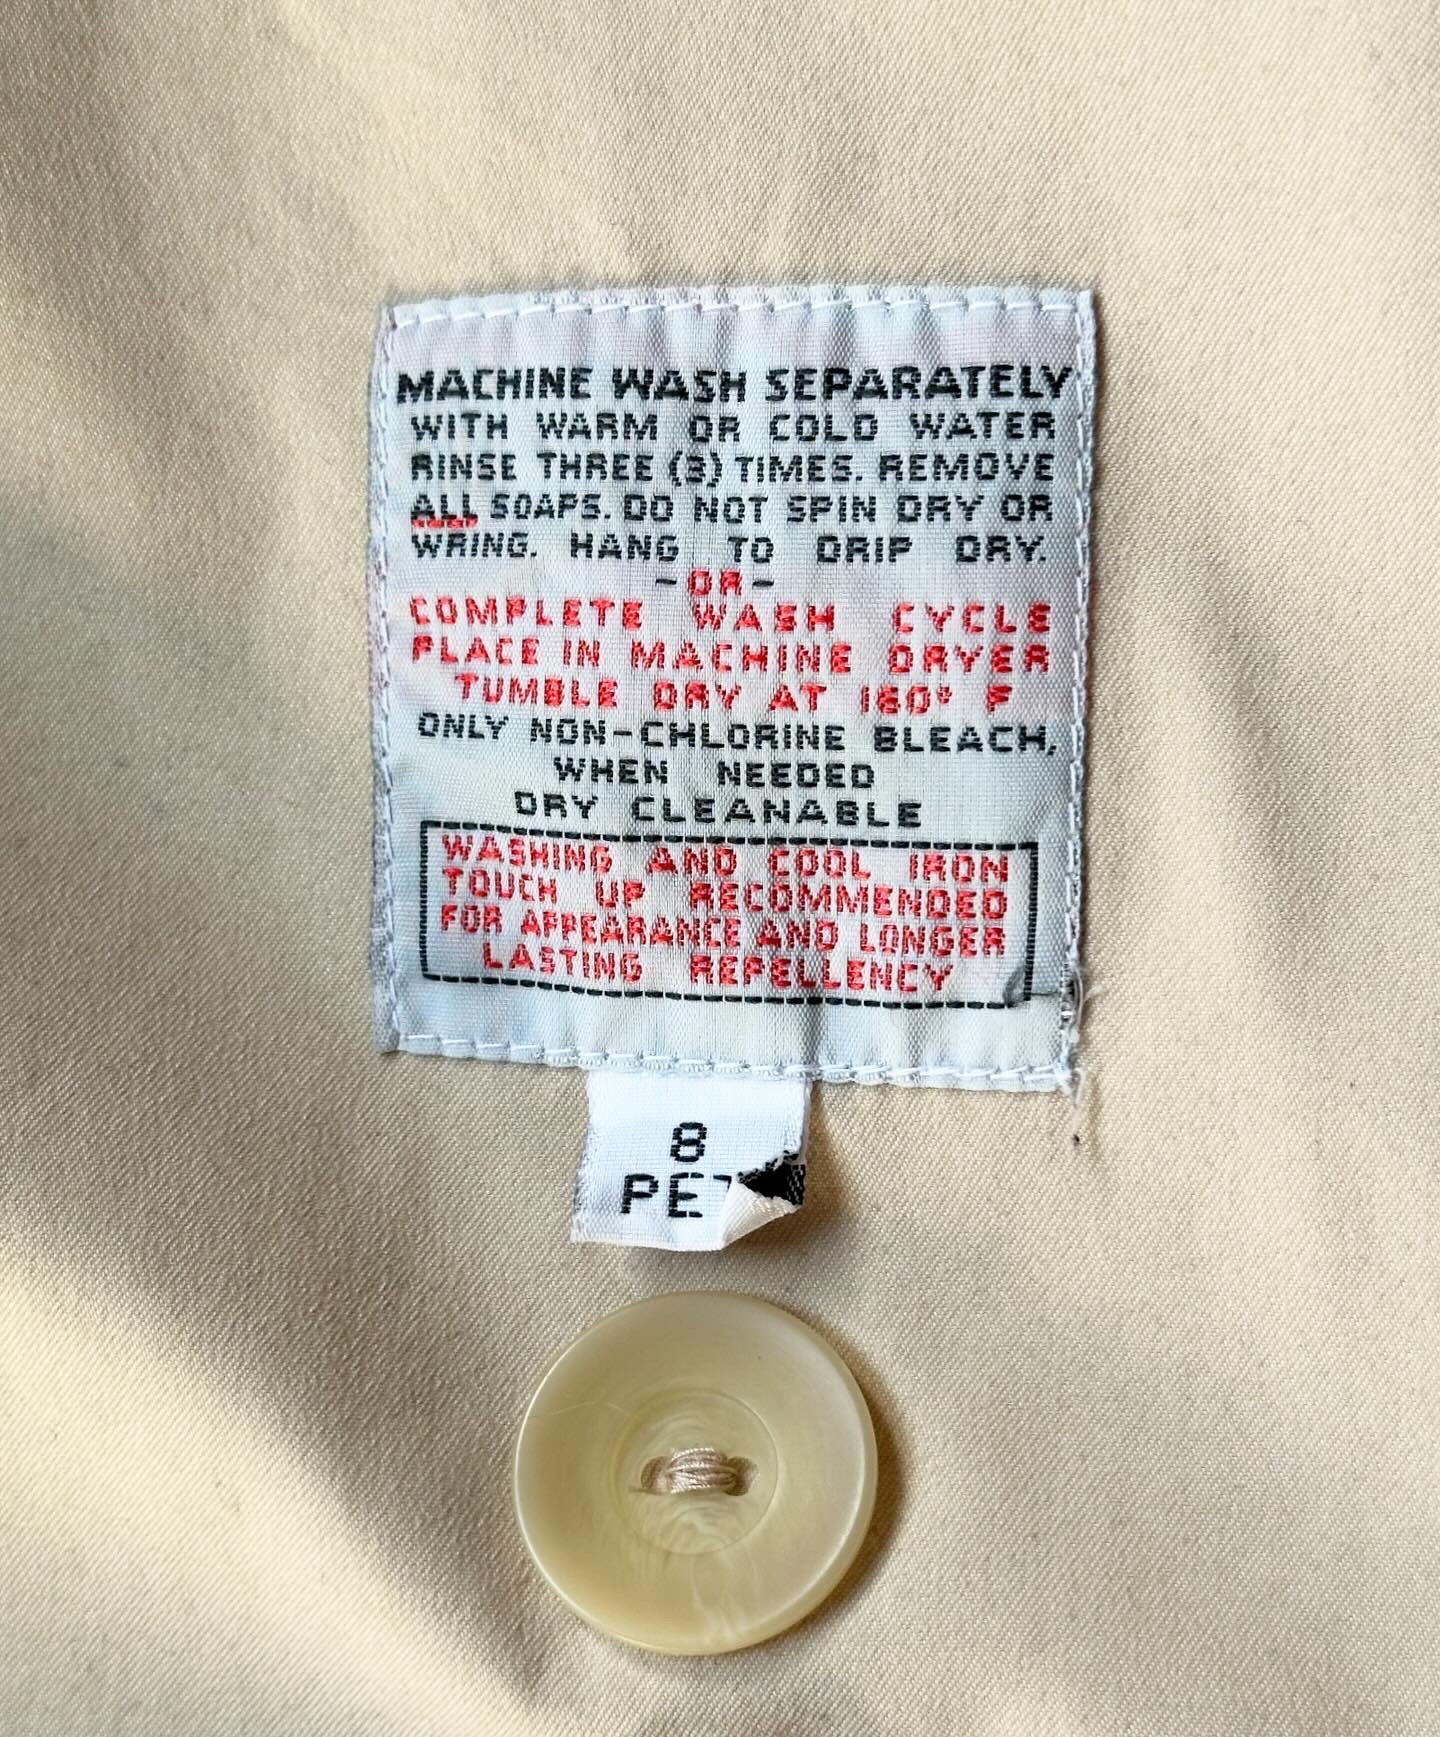 MACHINE WASH SEPARATELY
WITH WARM OR COLD WATER
RINSE THREE (3) TIMES. REMOVE
ALL SOAPS. DO NOT SPIN DRY OR
WRING. HANG TO DRIP DRY.
-OR-
COMPLETE WASH CYCLE
PLACE IN MACHINE DRYER
TUMBLE DRY AT 160° F
ONLY NON-CHLORINE BLEACH,
WHEN NEEDED
DRY CLEANABLE
WASHING AND COOL IRON
TOUCH UP RECOMMENDED
FOR APPEARANCE AND LONGER
LASTING REPELLENCY
8